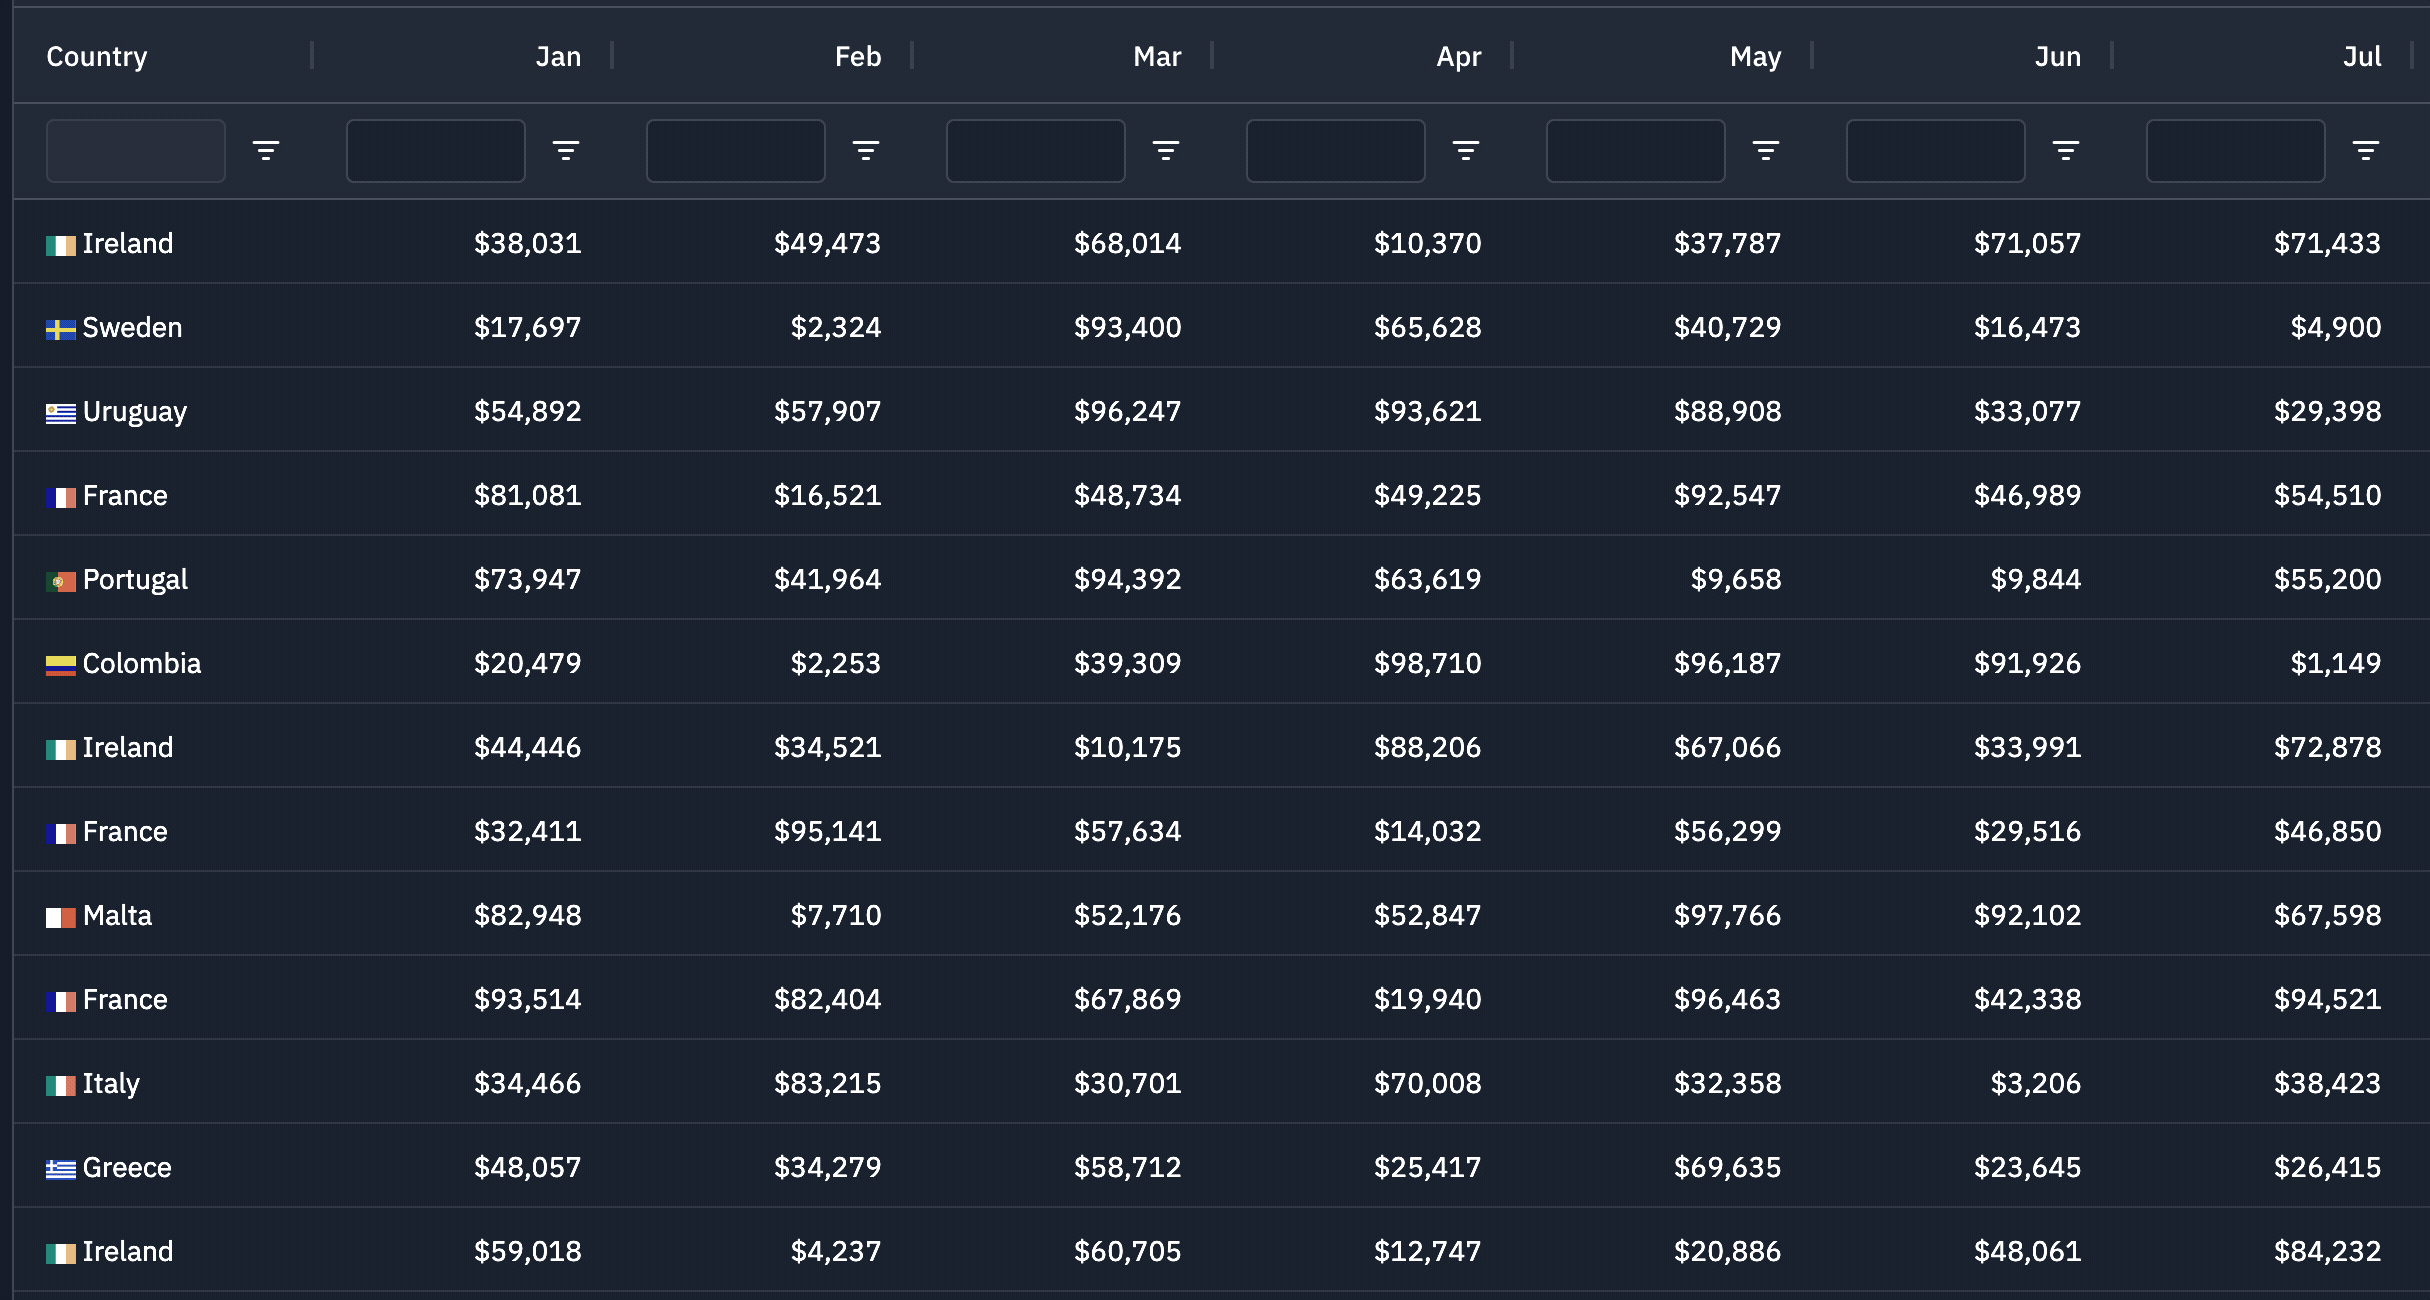 Country Jan Feb Mar Apr May Jun Jul
Ireland $38,031 $49,473 $68,014 $10,370 $37,787 $71,057 $71,433
Sweden $17,697 $2,324 $93,400 $65,628 $40,729 $16,473 $4,900
Uruguay $54,892 $57,907 $96,247 $93,621 $88,908 $33,077 $29,398
France $81,081 $16,521 $48,734 $49,225 $92,547 $46,989 $54,510
Portugal $73,947 $41,964 $94,392 $63,619 $9,658 $9,844 $55,200
Colombia $20,479 $2,253 $39,309 $98,710 $96,187 $91,926 $1,149
Ireland $44,446 $34,521 $10,175 $88,206 $67,066 $33,991 $72,878
France $32,411 $95,141 $57,634 $14,032 $56,299 $29,516 $46,850
Malta $82,948 $7,710 $52,176 $52,847 $97,766 $92,102 $67,598
France $93,514 $82,404 $67,869 $19,940 $96,463 $42,338 $94,521
Italy $34,466 $83,215 $30,701 $70,008 $32,358 $3,206 $38,423
Greece $48,057 $34,279 $58,712 $25,417 $69,635 $23,645 $26,415
Ireland $59,018 $4,237 $60,705 $12,747 $20,886 $48,061 $84,232